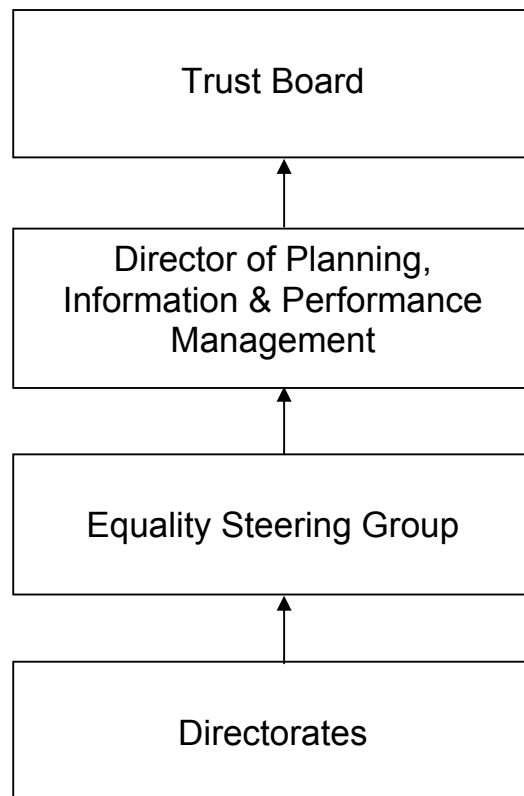 Trust Board
Director of Planning,
Information & Performance
Management
Equality Steering Group
Directorates